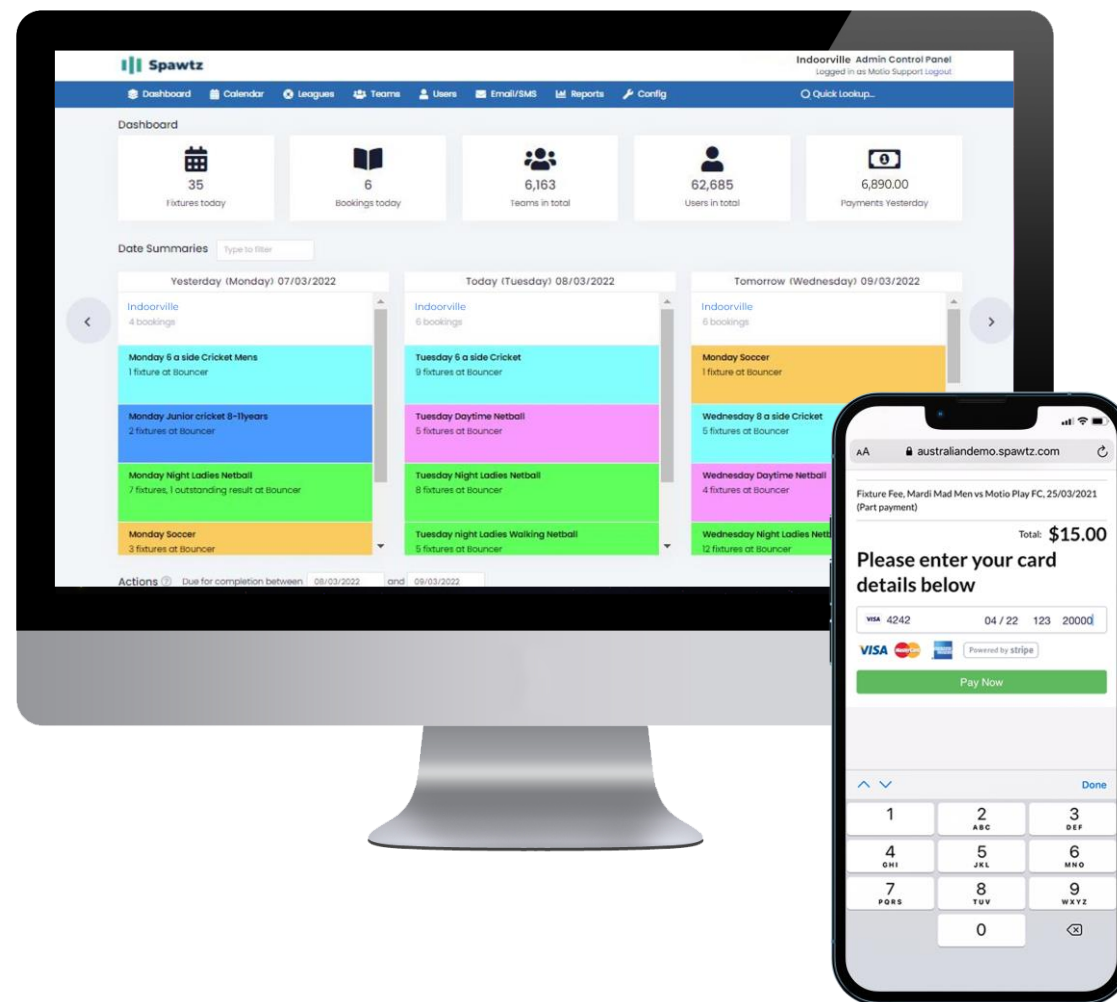 Spawtz
Indoorville Admin Control Panel
Logged in as Motio Support Logout
Dashboard Calendar Leagues Teams Users Email/SMS Reports Config Quick Lookup...
Dashboard
35
Fixtures today
6
Bookings today
6,163
Teams in total
62,685
Users in total
6,890.00
Payments Yesterday
Date Summaries Type to filter
Yesterday (Monday) 07/03/2022
Indoorville
4 bookings
Monday 6 a side Cricket Mens
1 fixture at Bouncer
Monday Junior cricket 8-11years
2 fixtures at Bouncer
Monday Night Ladies Netball
7 fixtures, 1 outstanding result at Bouncer
Monday Soccer
3 fixtures at Bouncer
Today (Tuesday) 08/03/2022
Indoorville
6 bookings
Tuesday 6 a side Cricket
9 fixtures at Bouncer
Tuesday Daytime Netball
5 fixtures at Bouncer
Tuesday Night Ladies Netball
8 fixtures at Bouncer
Tuesday night Ladies Walking Netball
5 fixtures at Bouncer
Tomorrow (Wednesday) 09/03/2022
Indoorville
6 bookings
Monday Soccer
1 fixture at Bouncer
Wednesday 8 a side Cricket
5 fixtures at Bouncer
Wednesday Daytime Netball
4 fixtures at Bouncer
Wednesday Night Ladies Netb
12 fixtures at Bouncer
Actions ? Due for completion between 08/03/2022 and 09/03/2022
AA australiandemo.spawtz.com
Fixture Fee, Mardi Mad Men vs Motio Play FC, 25/03/2021
(Part payment)
Total: $15.00
Please enter your card
details below
VISA 4242 04 / 22 123 20000
VISA MasterCard Powered by stripe
Pay Now
Done
1 2 3
ABC DEF
4 5 6
GHI JKL MNO
7 8 9
PQRS TUV WXYZ
0